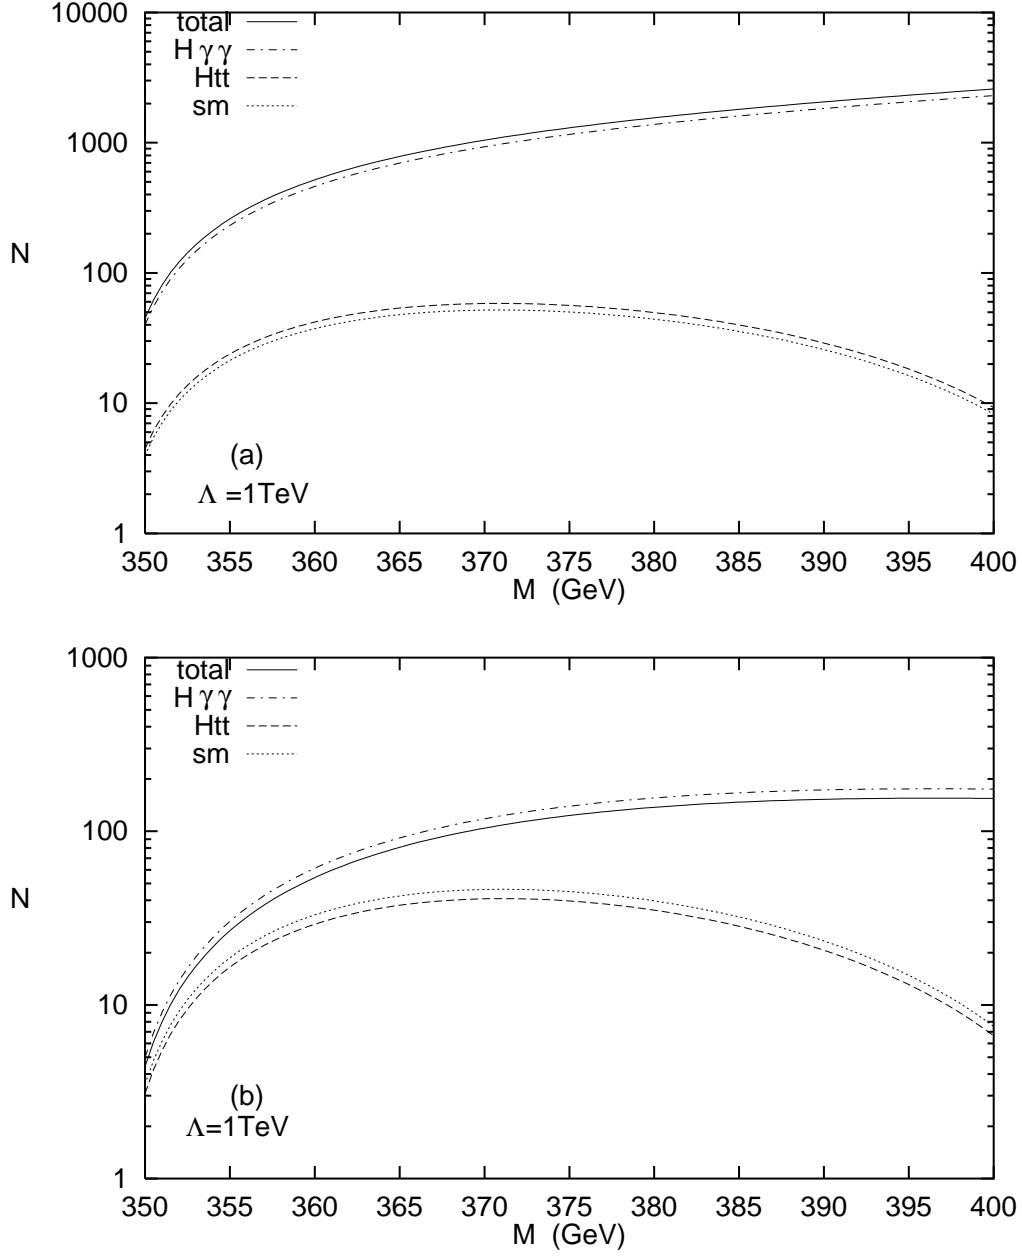 10000
total
H γ γ
Htt
sm
1000
N
100
10
(a)
Λ =1TeV
1
350 355 360 365 370 375 380 385 390 395 400
M (GeV)
1000
total
H γ γ
Htt
sm
100
N
10
(b)
Λ=1TeV
1
350 355 360 365 370 375 380 385 390 395 400
M (GeV)